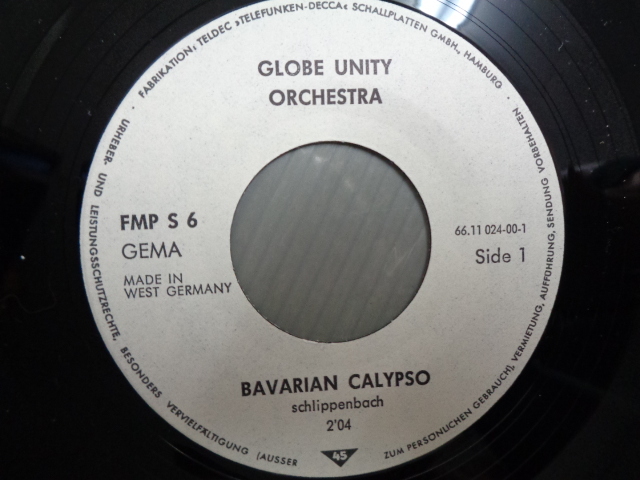 · FABRIKATION: TELDEC »TELEFUNKEN-DECCA« SCHALLPLATTEN GMBH., HAMBURG ·
GLOBE UNITY
ORCHESTRA
FMP S 6
GEMA
MADE IN
WEST GERMANY
66.11 024-00-1
Side 1
BAVARIAN CALYPSO
schlippenbach
2'04
URHEBER- UND LEISTUNGSSCHUTZRECHTE, BESONDERS VERVIELFÄLTIGUNG (AUSSER
45
ZUM PERSÖNLICHEN GEBRAUCH), VERMIETUNG, AUFFÜHRUNG, SENDUNG VORBEHALTEN